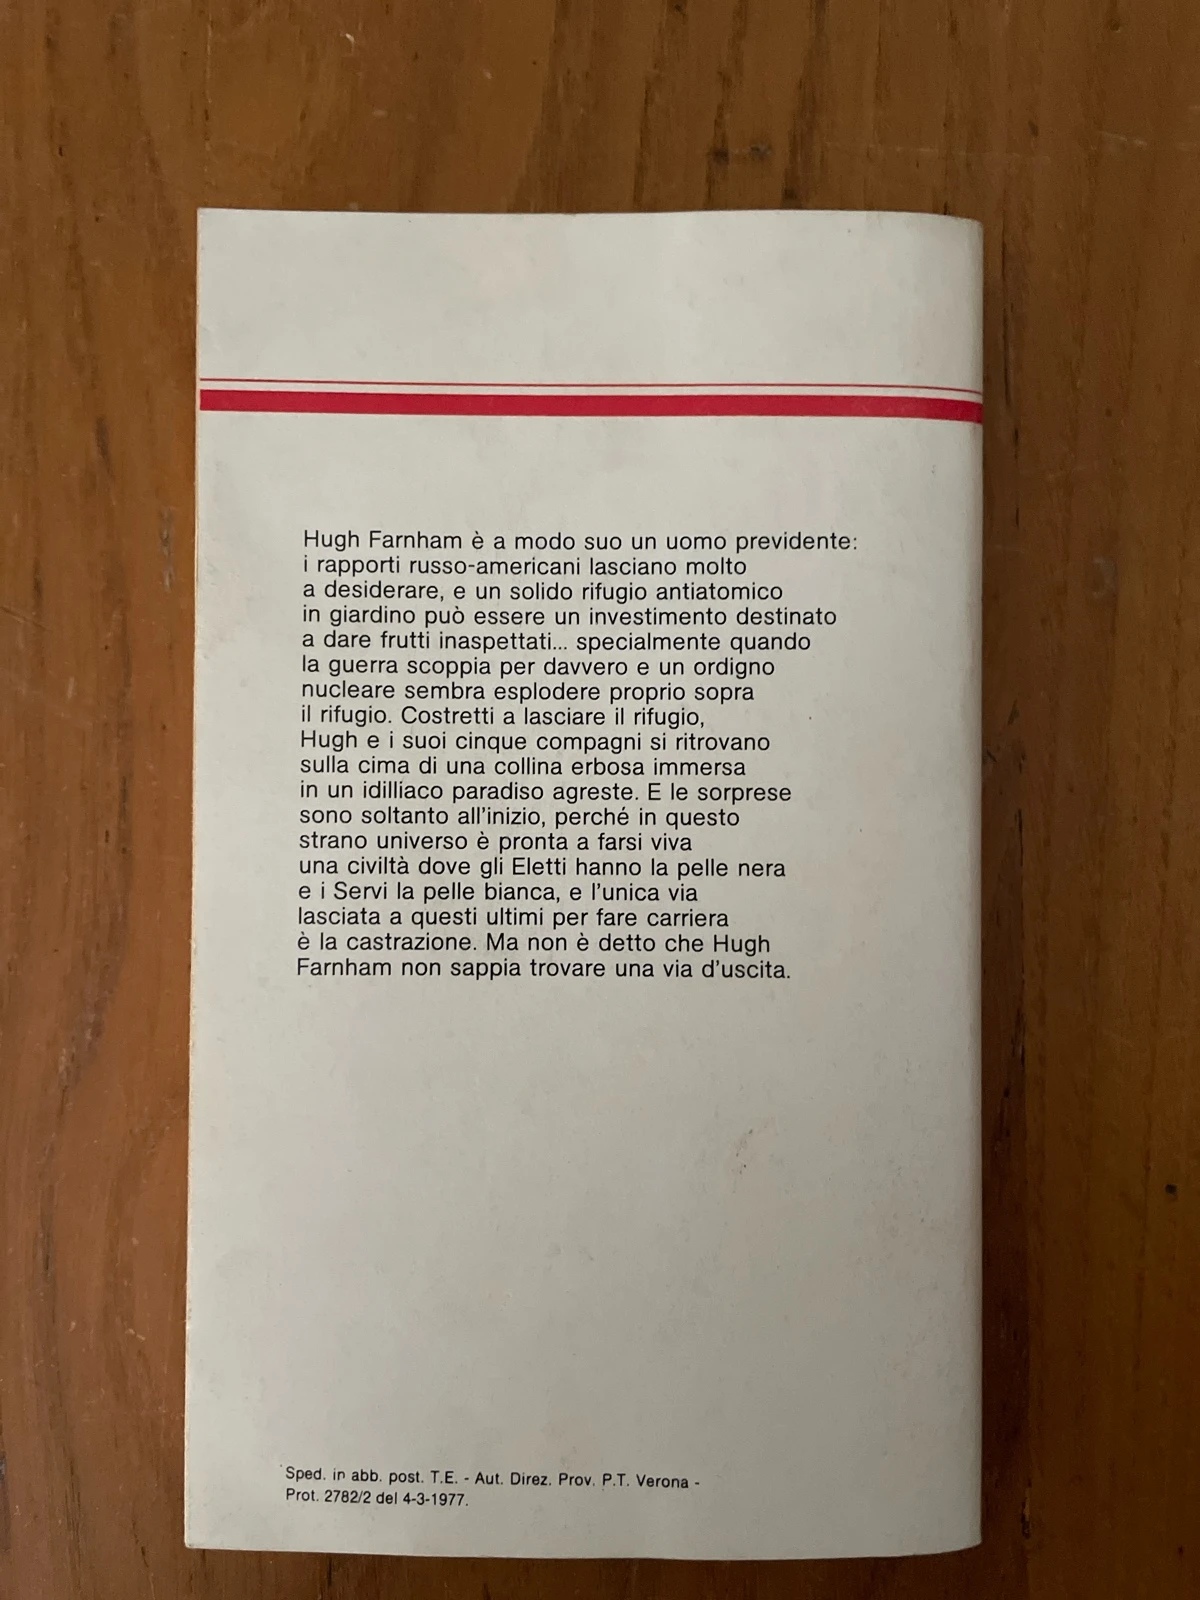 Hugh Farnham è a modo suo un uomo previdente:
i rapporti russo-americani lasciano molto
a desiderare, e un solido rifugio antiatomico
in giardino può essere un investimento destinato
a dare frutti inaspettati... specialmente quando
la guerra scoppia per davvero e un ordigno
nucleare sembra esplodere proprio sopra
il rifugio. Costretti a lasciare il rifugio,
Hugh e i suoi cinque compagni si ritrovano
sulla cima di una collina erbosa immersa
in un idilliaco paradiso agreste. E le sorprese
sono soltanto all'inizio, perché in questo
strano universo è pronta a farsi viva
una civiltà dove gli Eletti hanno la pelle nera
e i Servi la pelle bianca, e l'unica via
lasciata a questi ultimi per fare carriera
è la castrazione. Ma non è detto che Hugh
Farnham non sappia trovare una via d'uscita.
Sped. in abb. post. T.E. - Aut. Direz. Prov. P.T. Verona -
Prot. 2782/2 del 4-3-1977.